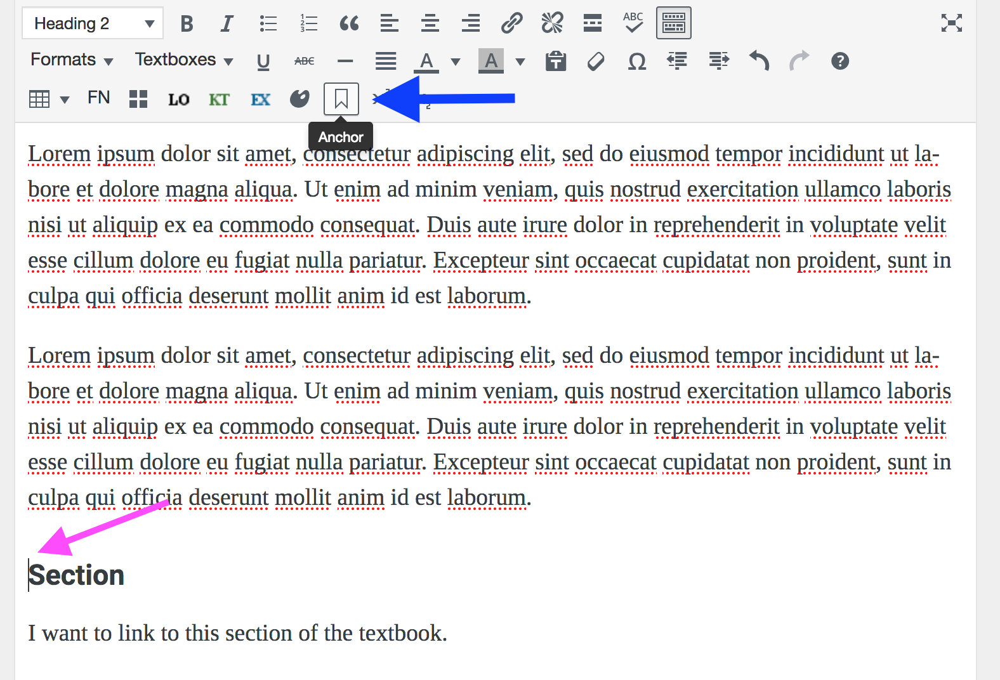 Heading 2
ABC
Formats Textboxes U ABC A A T Ω ?
FN LO KT EX
Anchor
Lorem ipsum dolor sit amet, consectetur adipiscing elit, sed do eiusmod tempor incididunt ut la-
bore et dolore magna aliqua. Ut enim ad minim veniam, quis nostrud exercitation ullamco laboris
nisi ut aliquip ex ea commodo consequat. Duis aute irure dolor in reprehenderit in voluptate velit
esse cillum dolore eu fugiat nulla pariatur. Excepteur sint occaecat cupidatat non proident, sunt in
culpa qui officia deserunt mollit anim id est laborum.
Lorem ipsum dolor sit amet, consectetur adipiscing elit, sed do eiusmod tempor incididunt ut la-
bore et dolore magna aliqua. Ut enim ad minim veniam, quis nostrud exercitation ullamco laboris
nisi ut aliquip ex ea commodo consequat. Duis aute irure dolor in reprehenderit in voluptate velit
esse cillum dolore eu fugiat nulla pariatur. Excepteur sint occaecat cupidatat non proident, sunt in
culpa qui officia deserunt mollit anim id est laborum.
Section
I want to link to this section of the textbook.